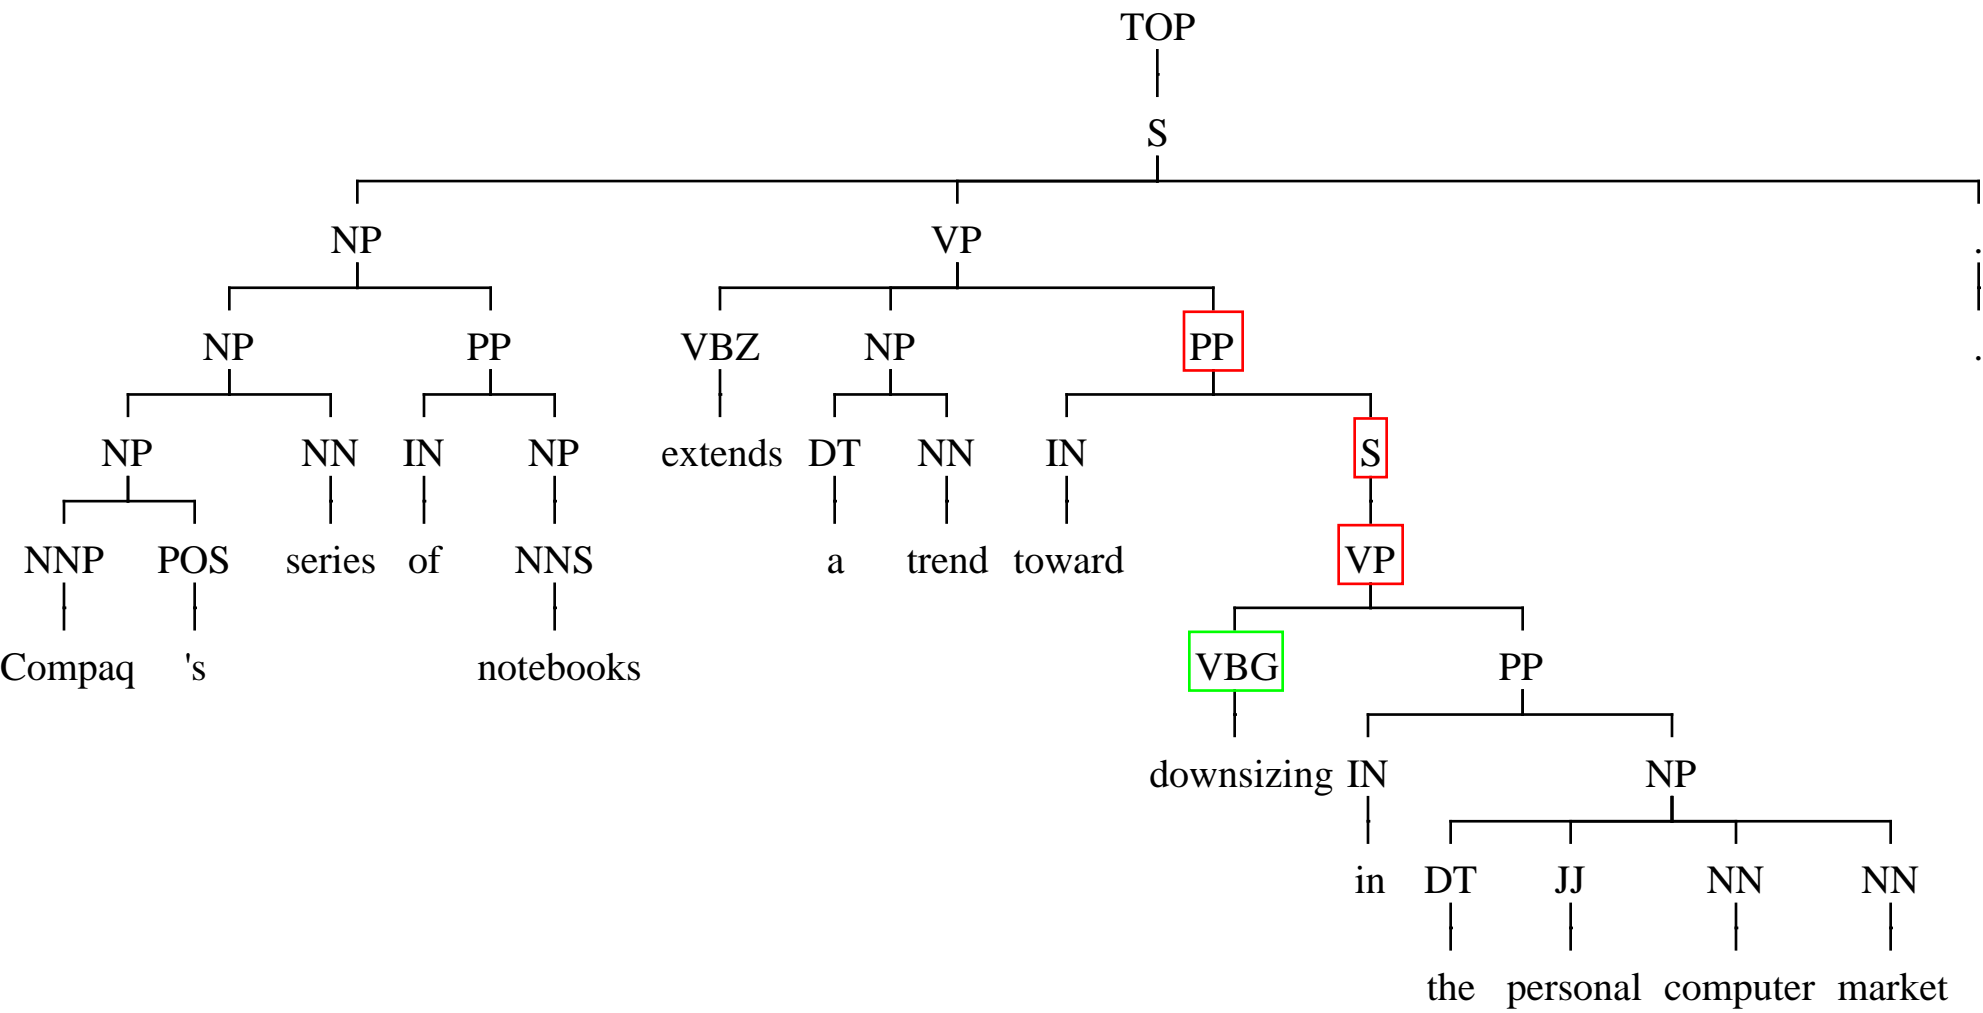 TOP
S
NP VP .
NP PP VBZ NP PP .
NP NN IN NP extends DT NN IN S
NNP POS series of NNS a trend toward VP
Compaq 's notebooks VBG PP
downsizing IN NP
in DT JJ NN NN
the personal computer market